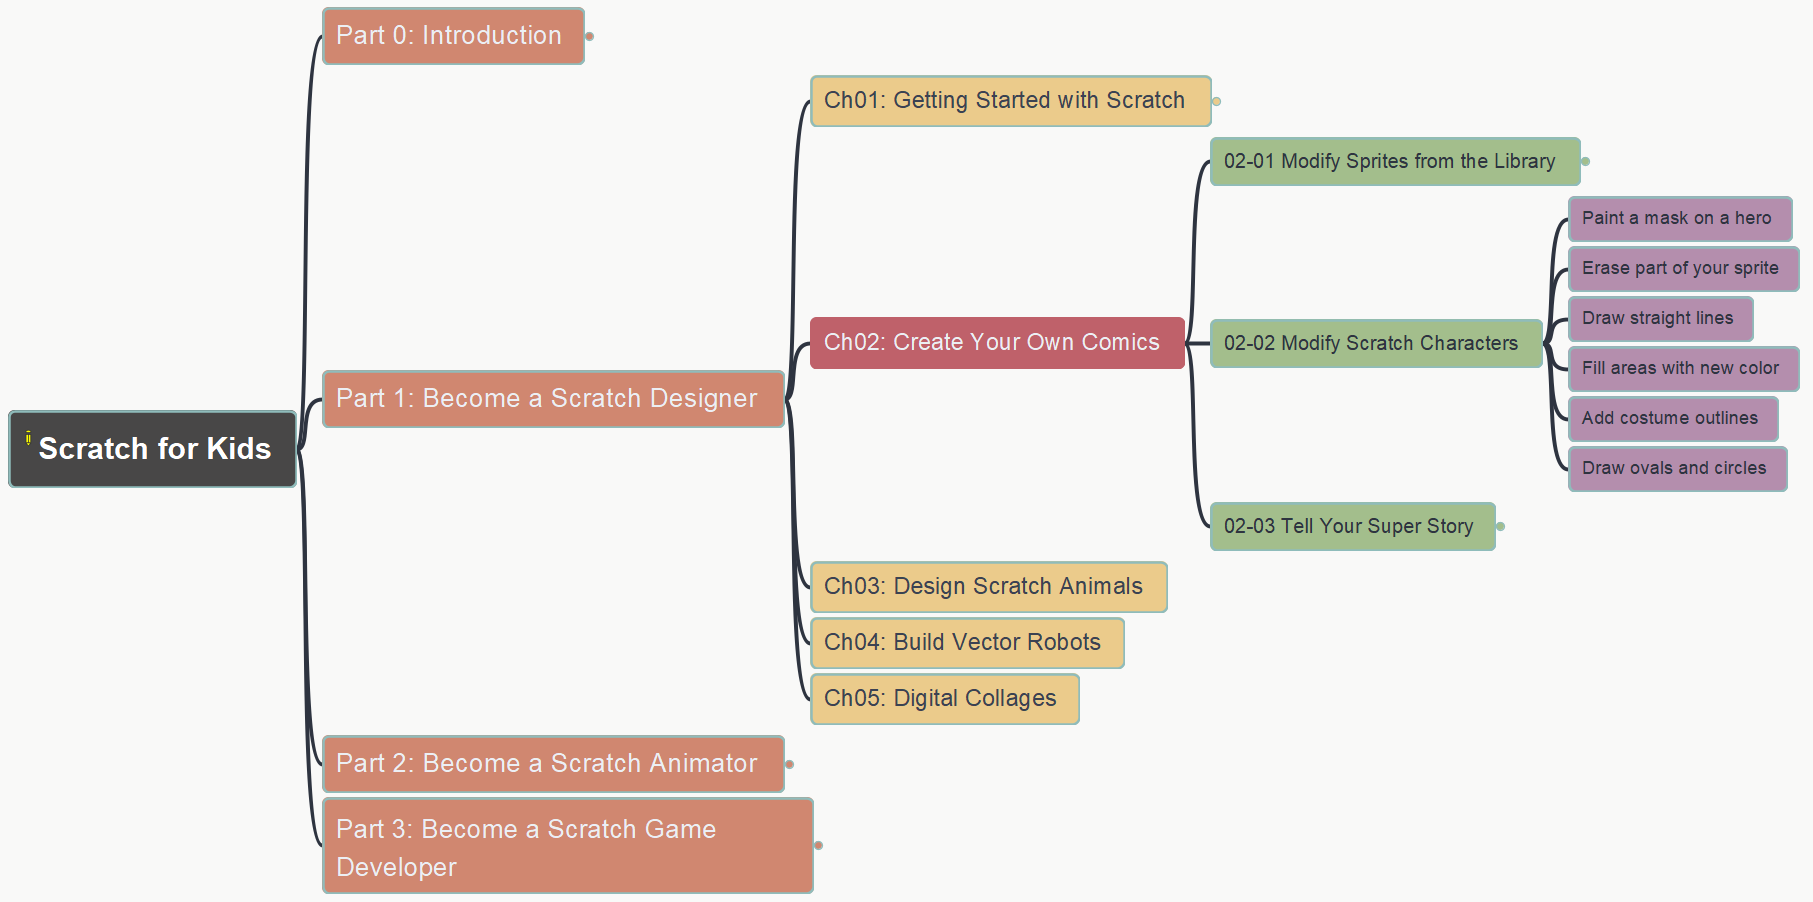 Scratch for Kids
Part 0: Introduction
Part 1: Become a Scratch Designer
Ch01: Getting Started with Scratch
Ch02: Create Your Own Comics
02-01 Modify Sprites from the Library
02-02 Modify Scratch Characters
Paint a mask on a hero
Erase part of your sprite
Draw straight lines
Fill areas with new color
Add costume outlines
Draw ovals and circles
02-03 Tell Your Super Story
Ch03: Design Scratch Animals
Ch04: Build Vector Robots
Ch05: Digital Collages
Part 2: Become a Scratch Animator
Part 3: Become a Scratch Game
Developer